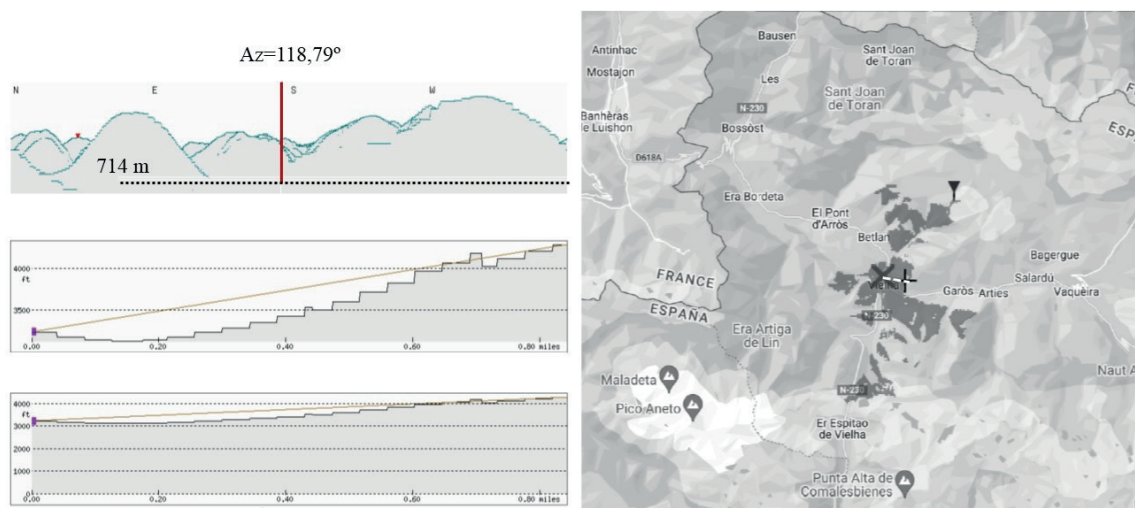 Az=118,79º
N E S W
714 m
4000
ft
3500
0.00 0.20 0.40 0.60 0.80 miles
4000
ft
3000
2000
1000
0
0.00 0.20 0.40 0.60 0.80 miles
Bausen
Antinhac
Sant Joan
de Toran
Mostajon
Les
Sant Joan
de Toran
N-230
Banhèras
de Luishon
Bossòst
ESPAÑ
D618A
Era Bordeta
El Pont
d'Arròs
Betlan
Bagergue
FRANCE
Vielha
Salardú
Garòs
Arties
Vaquèira
ESPAÑA
N-230
Era Artiga
de Lin
Naut A
Maladeta
N-230
Pico Aneto
Er Espitao
de Vielha
Punta Alta de
Comalesbienes